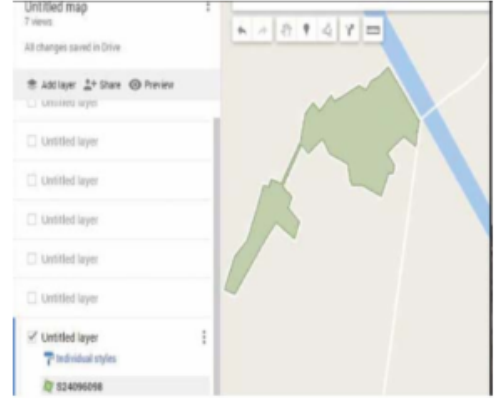 Untitled map
7 views
All changes saved in Drive
Add layer Share Preview
Untitled layer
Untitled layer
Untitled layer
Untitled layer
Untitled layer
Untitled layer
Untitled layer
Individual styles
S24096098